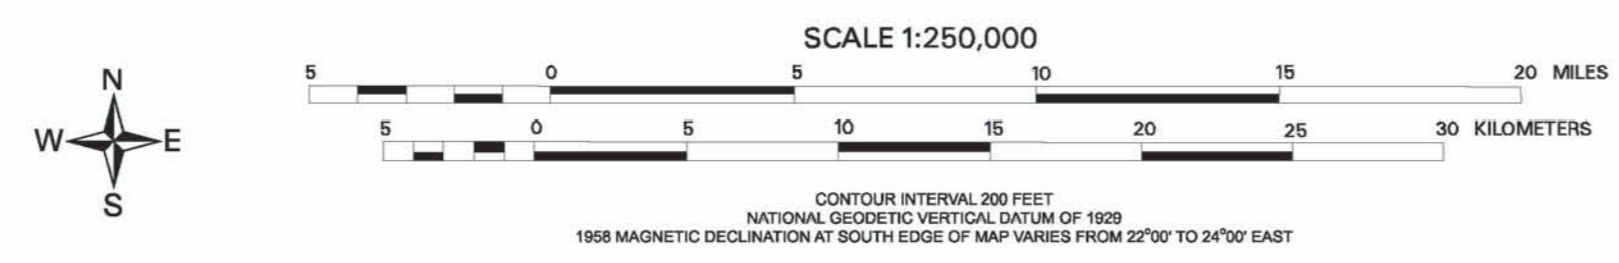 SCALE 1:250,000
5 0 5 10 15 20 MILES
N
5 0 5 10 15 20 25 30 KILOMETERS
W E
S
CONTOUR INTERVAL 200 FEET
NATIONAL GEODETIC VERTICAL DATUM OF 1929
1958 MAGNETIC DECLINATION AT SOUTH EDGE OF MAP VARIES FROM 22°00' TO 24°00' EAST